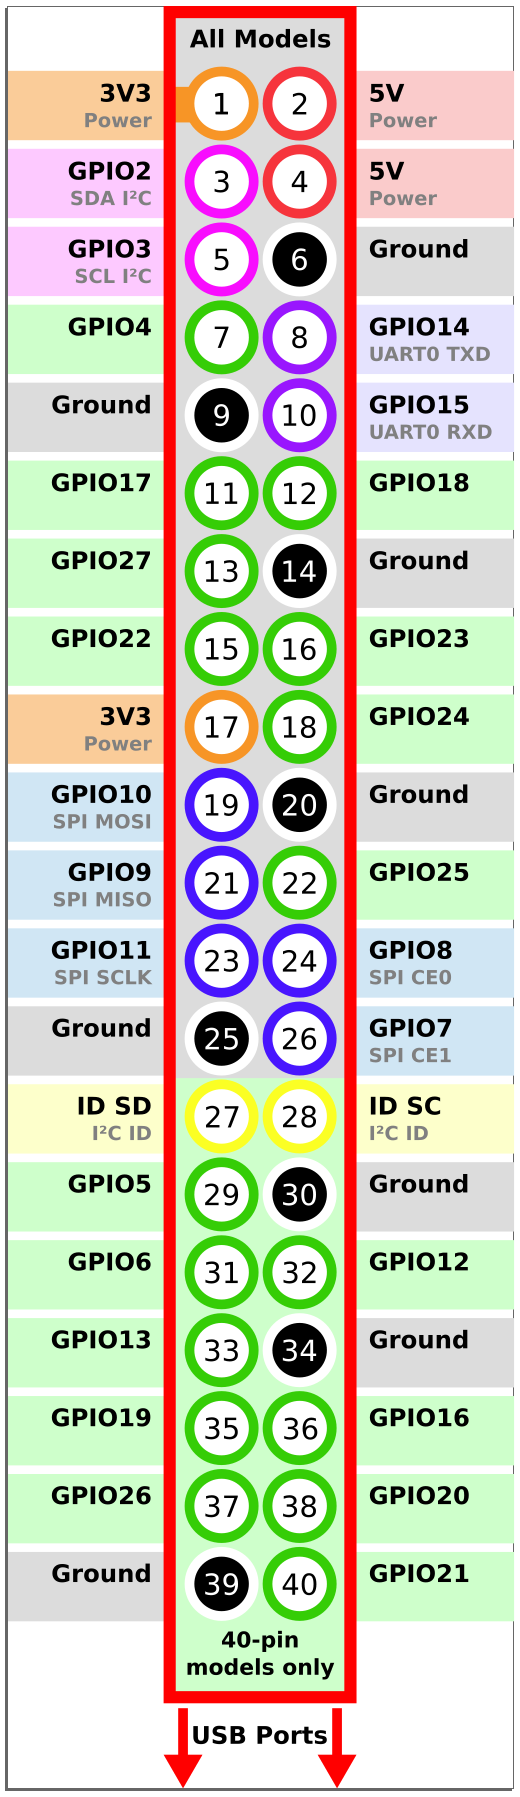 All Models
3V3 1 2 5V
Power Power
GPIO2 3 4 5V
SDA I²C Power
GPIO3 5 6 Ground
SCL I²C
GPIO4 7 8 GPIO14
UART0 TXD
Ground 9 10 GPIO15
UART0 RXD
GPIO17 11 12 GPIO18
GPIO27 13 14 Ground
GPIO22 15 16 GPIO23
3V3 17 18 GPIO24
Power
GPIO10 19 20 Ground
SPI MOSI
GPIO9 21 22 GPIO25
SPI MISO
GPIO11 23 24 GPIO8
SPI SCLK SPI CE0
Ground 25 26 GPIO7
SPI CE1
ID SD 27 28 ID SC
I²C ID I²C ID
GPIO5 29 30 Ground
GPIO6 31 32 GPIO12
GPIO13 33 34 Ground
GPIO19 35 36 GPIO16
GPIO26 37 38 GPIO20
Ground 39 40 GPIO21
40-pin
models only
USB Ports